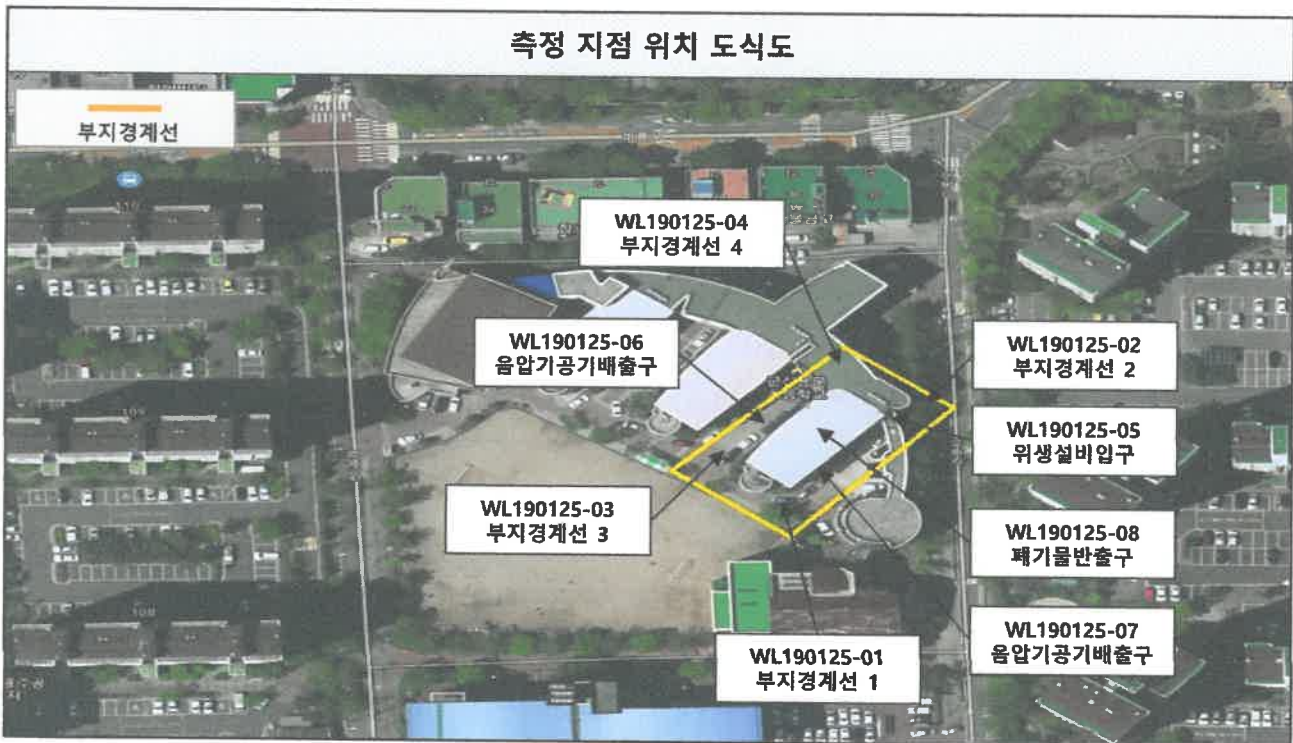 측정 지점 위치 도식도
부지경계선
110
WL190125-04
부지경계선 4
WL190125-06
음압기공기배출구
WL190125-02
부지경계선 2
109
WL190125-05
위생설비입구
WL190125-03
부지경계선 3
WL190125-08
폐기물반출구
108
WL190125-07
음압기공기배출구
WL190125-01
부지경계선 1